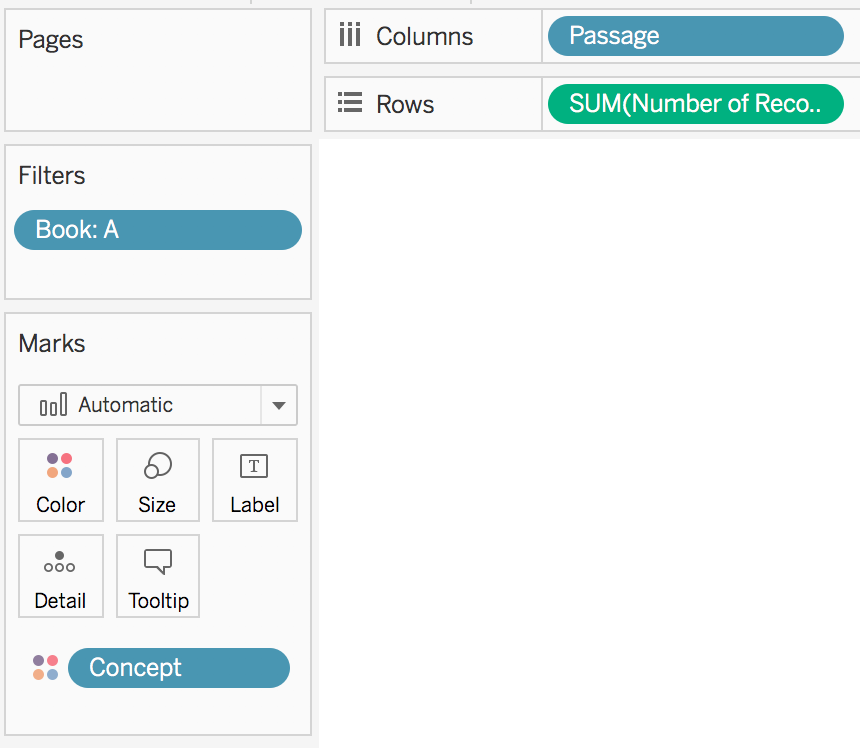 Pages
Columns
Passage
Rows
SUM(Number of Reco..
Filters
Book: A
Marks
Automatic
Color
Size
T
Label
Detail
Tooltip
Concept